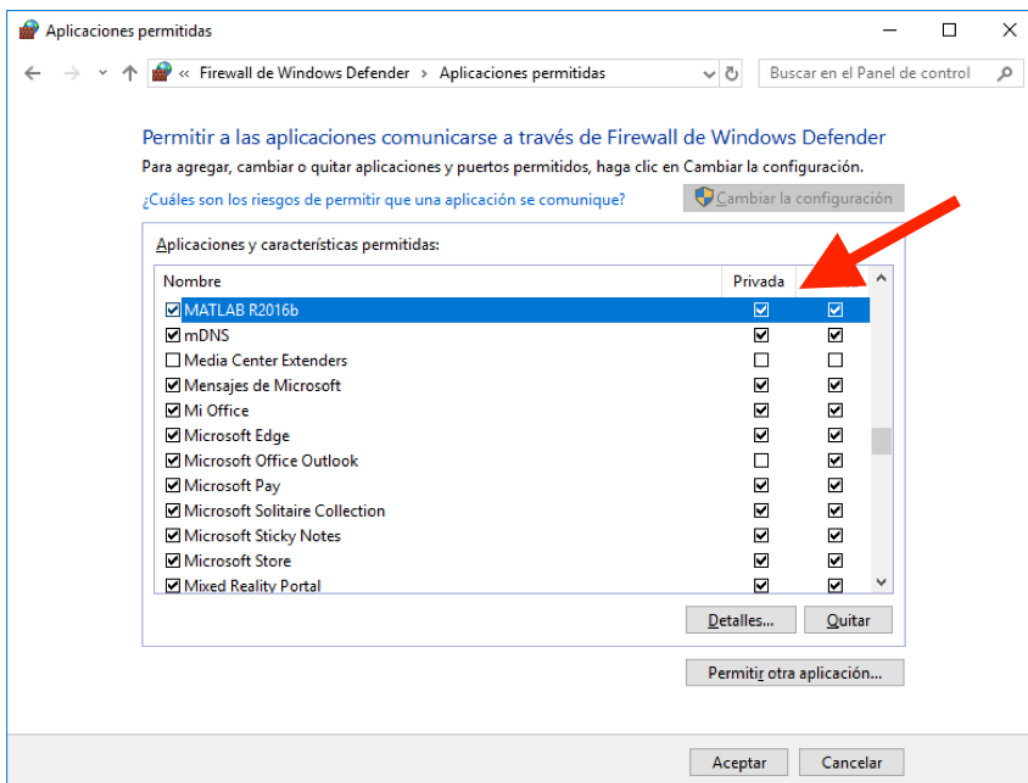 Aplicaciones permitidas
« Firewall de Windows Defender › Aplicaciones permitidas
Buscar en el Panel de control
Permitir a las aplicaciones comunicarse a través de Firewall de Windows Defender
Para agregar, cambiar o quitar aplicaciones y puertos permitidos, haga clic en Cambiar la configuración.
¿Cuáles son los riesgos de permitir que una aplicación se comunique?
Cambiar la configuración
Aplicaciones y características permitidas:
Nombre Privada
MATLAB R2016b
mDNS
Media Center Extenders
Mensajes de Microsoft
Mi Office
Microsoft Edge
Microsoft Office Outlook
Microsoft Pay
Microsoft Solitaire Collection
Microsoft Sticky Notes
Microsoft Store
Mixed Reality Portal
Detalles... Quitar
Permitir otra aplicación...
Aceptar Cancelar